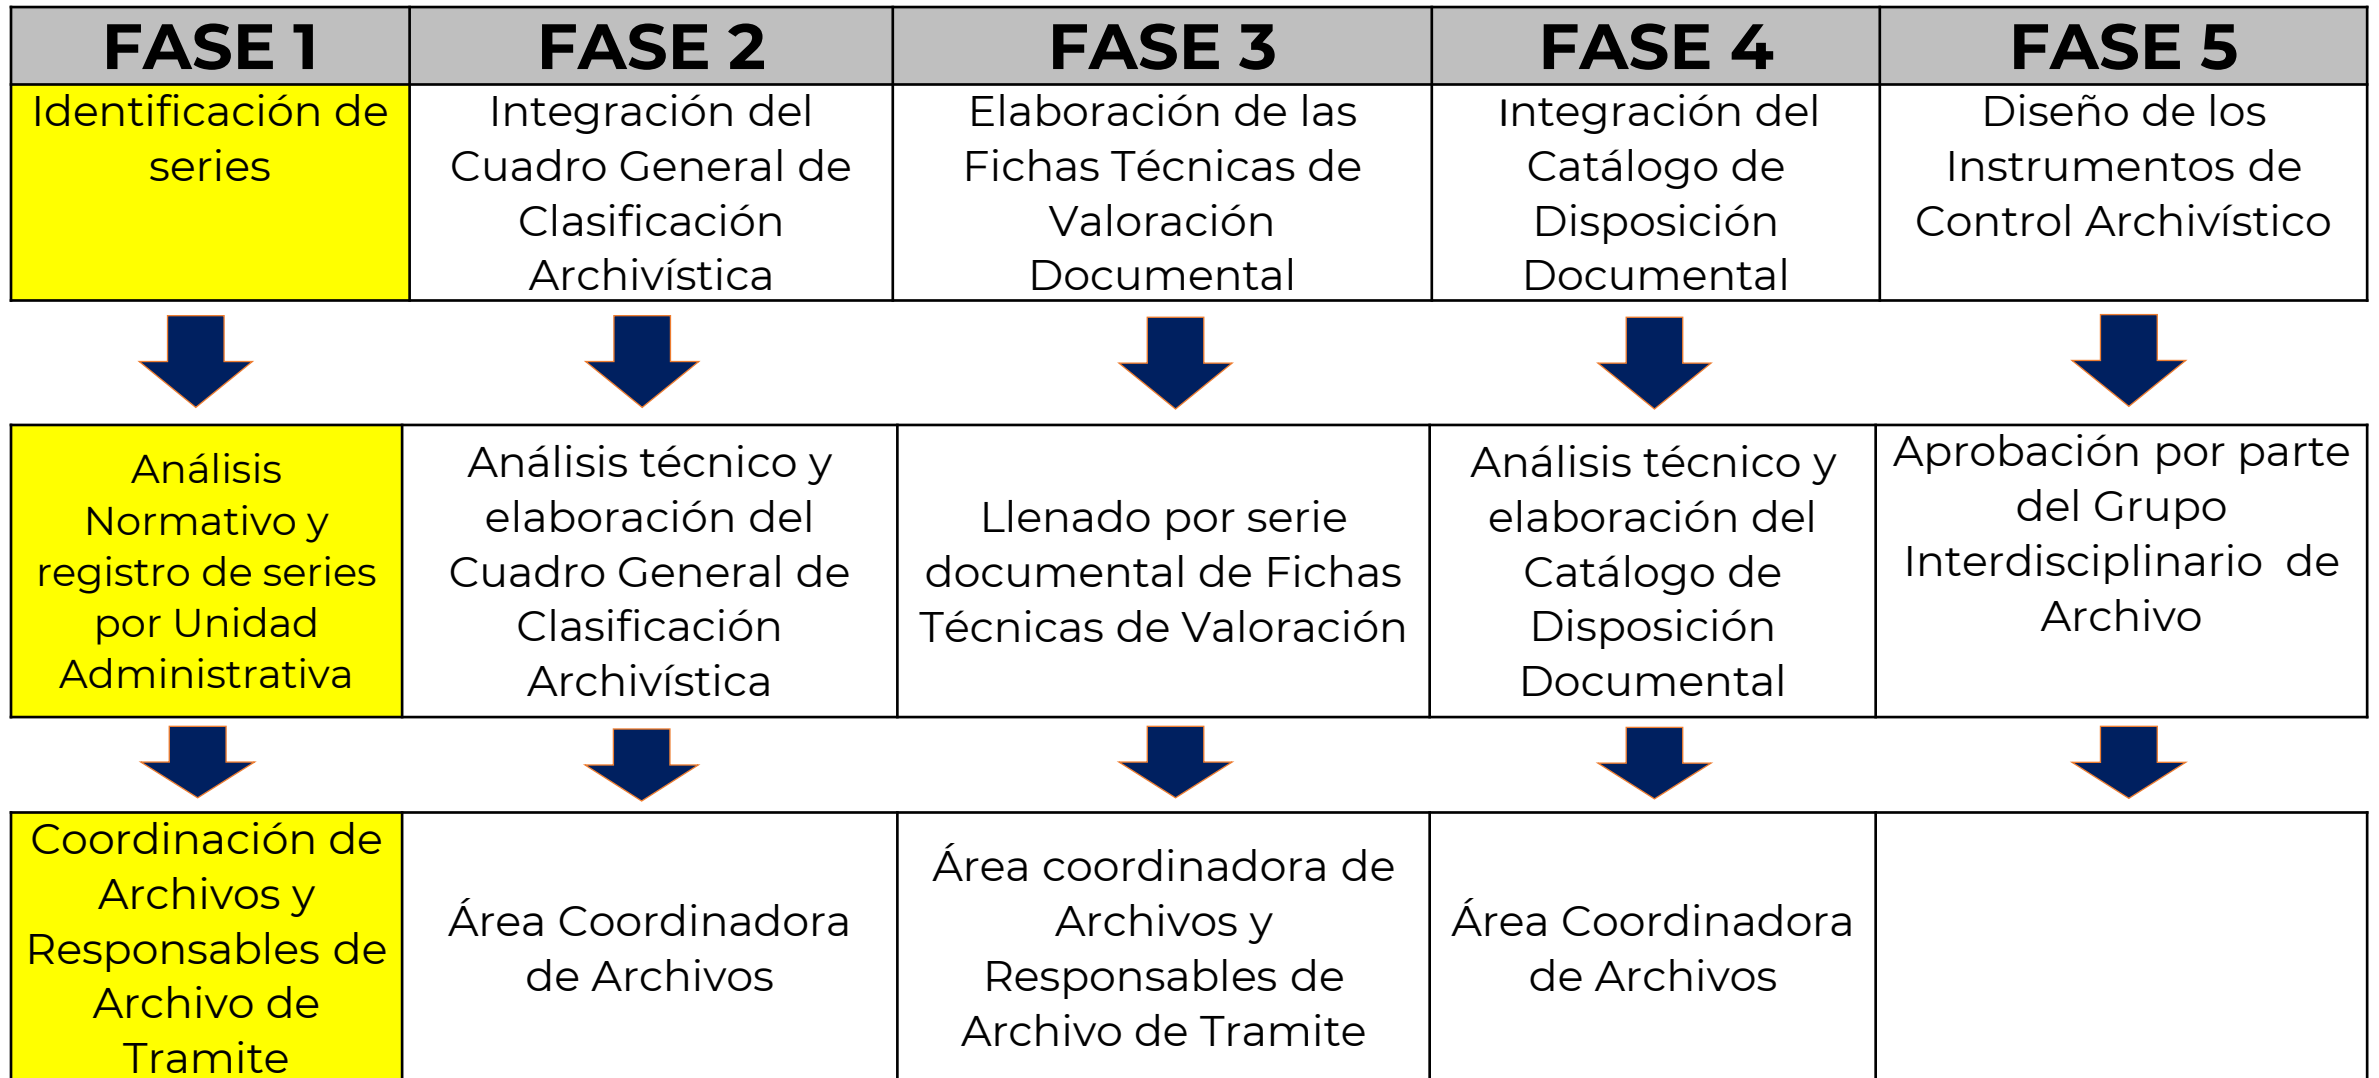 FASE 1
FASE 2
FASE 3
FASE 4
FASE 5
Identificación de
series
Integración del
Cuadro General de
Clasificación
Archivística
Elaboración de las
Fichas Técnicas de
Valoración
Documental
Integración del
Catálogo de
Disposición
Documental
Diseño de los
Instrumentos de
Control Archivístico
Análisis
Normativo y
registro de series
por Unidad
Administrativa
Análisis técnico y
elaboración del
Cuadro General de
Clasificación
Archivística
Llenado por serie
documental de Fichas
Técnicas de Valoración
Análisis técnico y
elaboración del
Catálogo de
Disposición
Documental
Aprobación por parte
del Grupo
Interdisciplinario  de
Archivo
Coordinación de
Archivos y
Responsables de
Archivo de
Tramite
Área Coordinadora
de Archivos
Área coordinadora de
Archivos y
Responsables de
Archivo de Tramite
Área Coordinadora
de Archivos